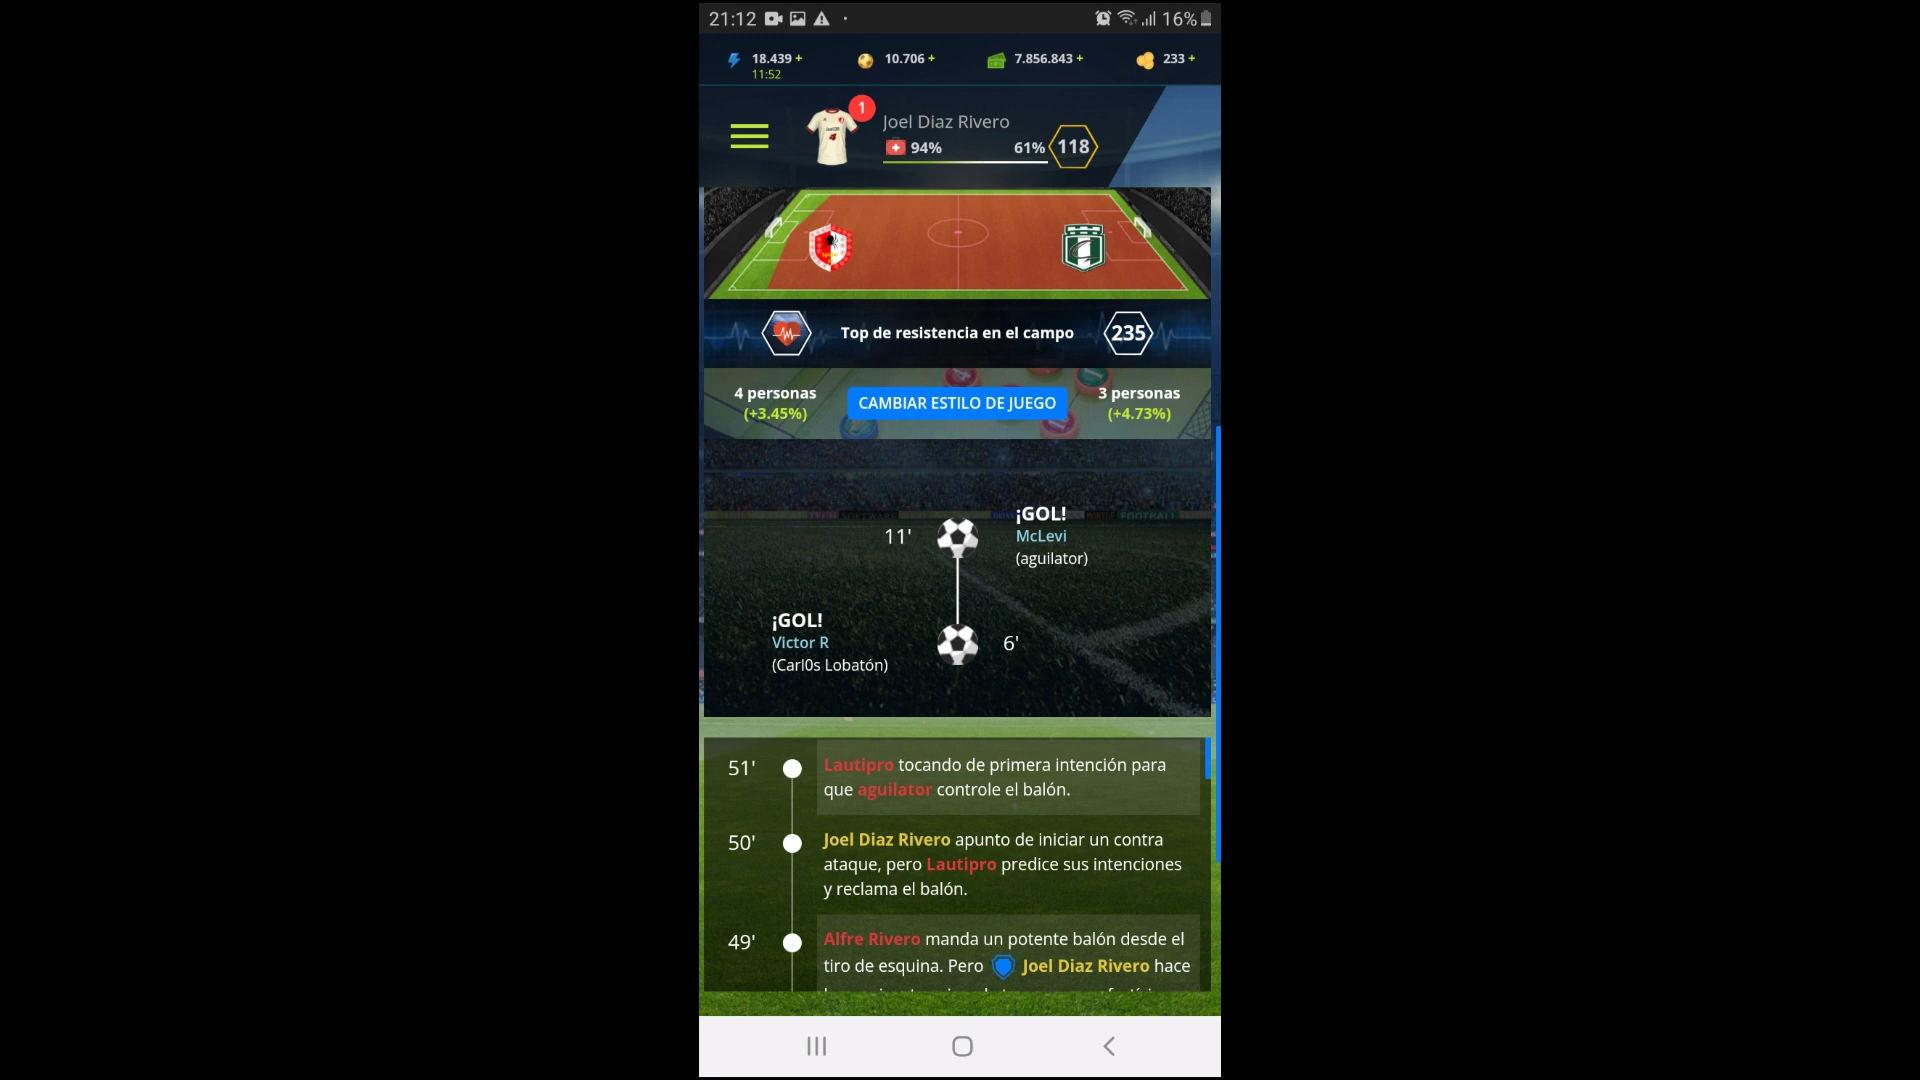 21:12
16%
18.439 +
11:52
10.706 +
7.856.843 +
233 +
1
Joel Diaz Rivero
94%
61%
118
Top de resistencia en el campo
235
4 personas
(+3.45%)
CAMBIAR ESTILO DE JUEGO
3 personas
(+4.73%)
11'
¡GOL!
McLevi
(aguilator)
¡GOL!
Victor R
(Carl0s Lobatón)
6'
51'
Lautipro tocando de primera intención para
que aguilator controle el balón.
50'
Joel Diaz Rivero apunto de iniciar un contra
ataque, pero Lautipro predice sus intenciones
y reclama el balón.
49'
Alfre Rivero manda un potente balón desde el
tiro de esquina. Pero Joel Diaz Rivero hace